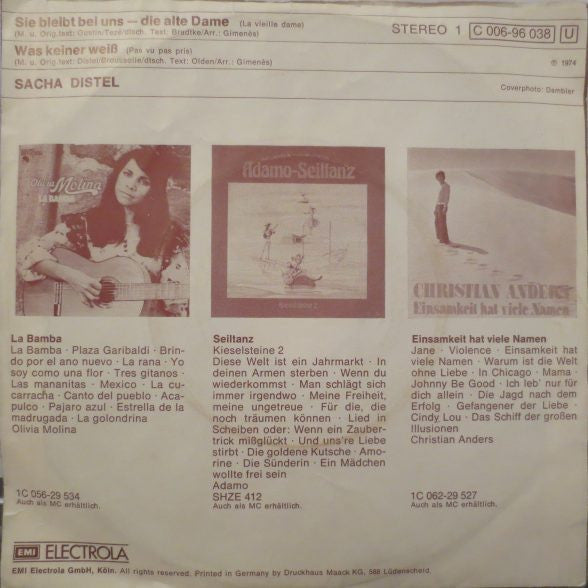 Sie bleibt bei uns – die alte Dame (La vieille dame)
(M. u. Orig.text: Gustin/Tezé/dtsch. Text: Bradtke/Arr.: Gimenès)
STEREO 1 C 006-96 038 U
Was keiner weiß (Pas vu pas pris)
(M. u. Orig.text: Distel/Brousselle/dtsch. Text: Olden/Arr.: Gimenès)
℗ 1974
SACHA DISTEL
Coverphoto: Dambier
Olivia Molina
LA BAMBA
Adamo-Seiltanz
Kieselsteine 2
CHRISTIAN ANDERS
Einsamkeit hat viele Namen
La Bamba
La Bamba · Plaza Garibaldi · Brin-
do por el ano nuevo · La rana · Yo
soy como una flor · Tres gitanos ·
Las mananitas · Mexico · La cu-
carracha · Canto del pueblo · Aca-
pulco · Pajaro azul · Estrella de la
madrugada · La golondrina
Olivia Molina
1C 056-29 534
Auch als MC erhältlich.
Seiltanz
Kieselsteine 2
Diese Welt ist ein Jahrmarkt · In
deinen Armen sterben · Wenn du
wiederkommst · Man schlägt sich
immer irgendwo · Meine Freiheit,
meine ungetreue · Für die, die
noch träumen können · Lied in
Scheiben oder: Wenn ein Zauber-
trick mißglückt · Und uns're Liebe
stirbt · Die goldene Kutsche · Amo-
rine · Die Sünderin · Ein Mädchen
wollte frei sein
Adamo
SHZE 412
Auch als MC erhältlich.
Einsamkeit hat viele Namen
Jane · Violence · Einsamkeit hat
viele Namen · Warum ist die Welt
ohne Liebe · In Chicago · Mama ·
Johnny Be Good · Ich leb' nur für
dich allein · Die Jagd nach dem
Erfolg · Gefangener der Liebe ·
Cindy, Lou · Das Schiff der großen
Illusionen
Christian Anders
1C 062-29 527
Auch als MC erhältlich.
EMI ELECTROLA
EMI Electrola GmbH, Köln. All rights reserved. Printed in Germany by Druckhaus Maack KG, 588 Lüdenscheid.